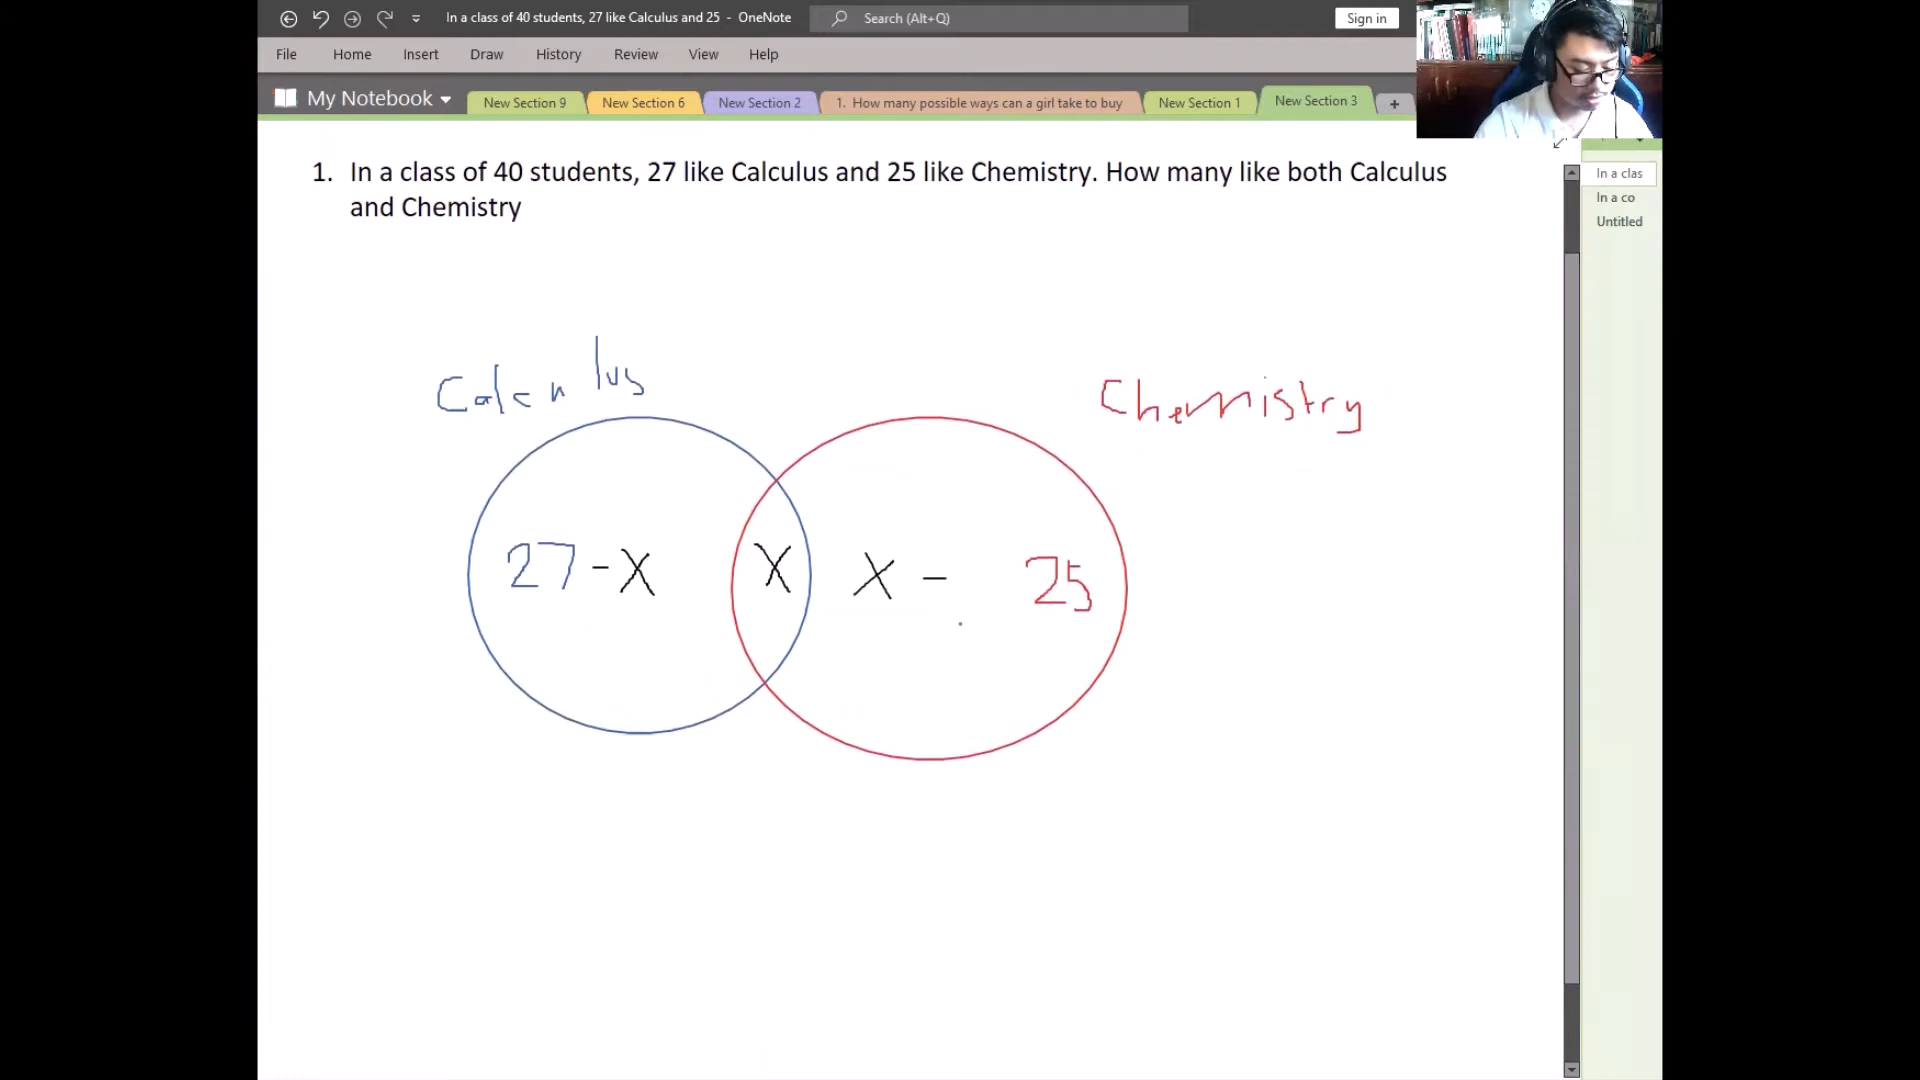 In a class of 40 students, 27 like Calculus and 25 - OneNote
Search (Alt+Q)
Sign in
File Home Insert Draw History Review View Help
My Notebook
New Section 9
New Section 6
New Section 2
1. How many possible ways can a girl take to buy
New Section 1
New Section 3
+
1. In a class of 40 students, 27 like Calculus and 25 like Chemistry. How many like both Calculus
and Chemistry
In a clas
In a co
Untitled
Calculus
Chemistry
27 - X X X - 25